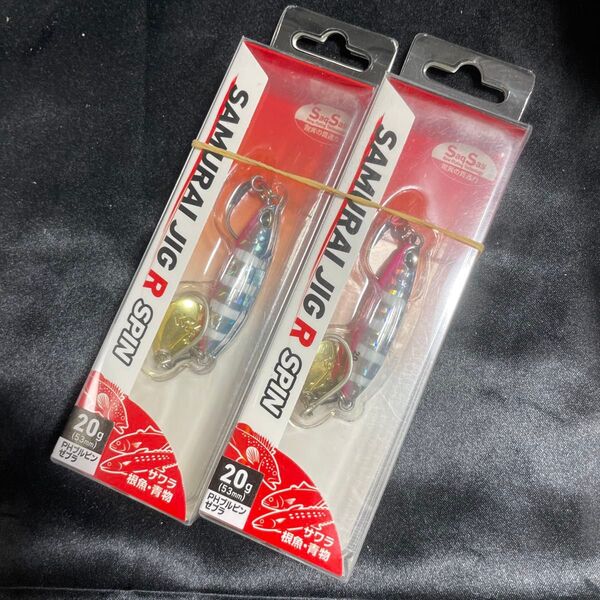 SaqSas
SAMURAI JIG R SPIN
20g
(53mm)
PHブルピン
ゼブラ
サワラ
根魚・青物
SaqSas
SAMURAI JIG R SPIN
20g
(53mm)
PHブルピン
ゼブラ
サワラ
根魚・青物